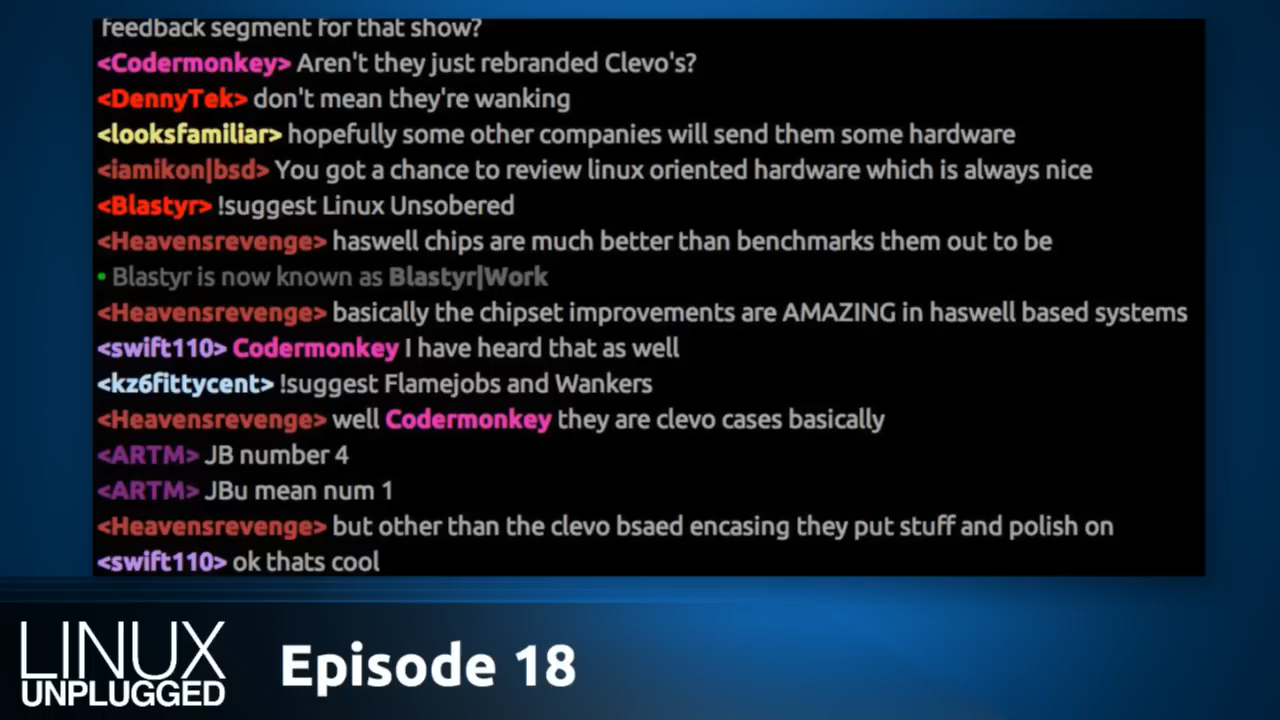 feedback segment for that show?
<Codermonkey> Aren't they just rebranded Clevo's?
<DennyTek> don't mean they're wanking
<looksfamiliar> hopefully some other companies will send them some hardware
<iamikon|bsd> You got a chance to review linux oriented hardware which is always nice
<Blastyr> !suggest Linux Unsobered
<Heavensrevenge> haswell chips are much better than benchmarks them out to be
• Blastyr is now known as Blastyr|Work
<Heavensrevenge> basically the chipset improvements are AMAZING in haswell based systems
<swift110> Codermonkey I have heard that as well
<kz6fittycent> !suggest Flamejobs and Wankers
<Heavensrevenge> well Codermonkey they are clevo cases basically
<ARTM> JB number 4
<ARTM> JBu mean num 1
<Heavensrevenge> but other than the clevo bsaed encasing they put stuff and polish on
<swift110> ok thats cool
LINUX
UNPLUGGED
Episode 18